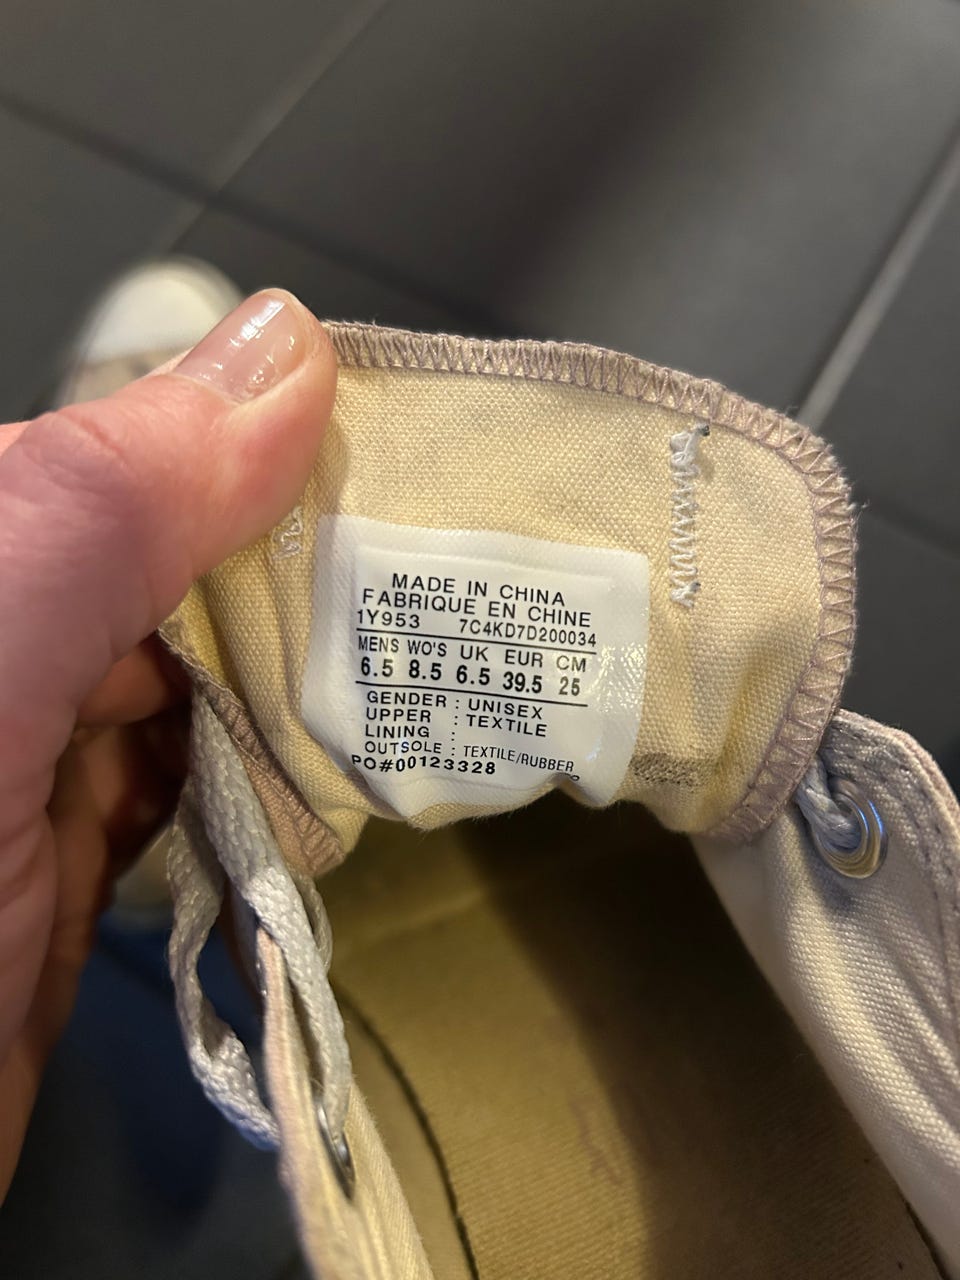 MADE IN CHINA
FABRIQUE EN CHINE
1Y953 7C4KD7D200034
MENS WO'S UK EUR CM
6.5 8.5 6.5 39.5 25
GENDER : UNISEX
UPPER : TEXTILE
LINING :
OUTSOLE : TEXTILE/RUBBER
PO#00123328